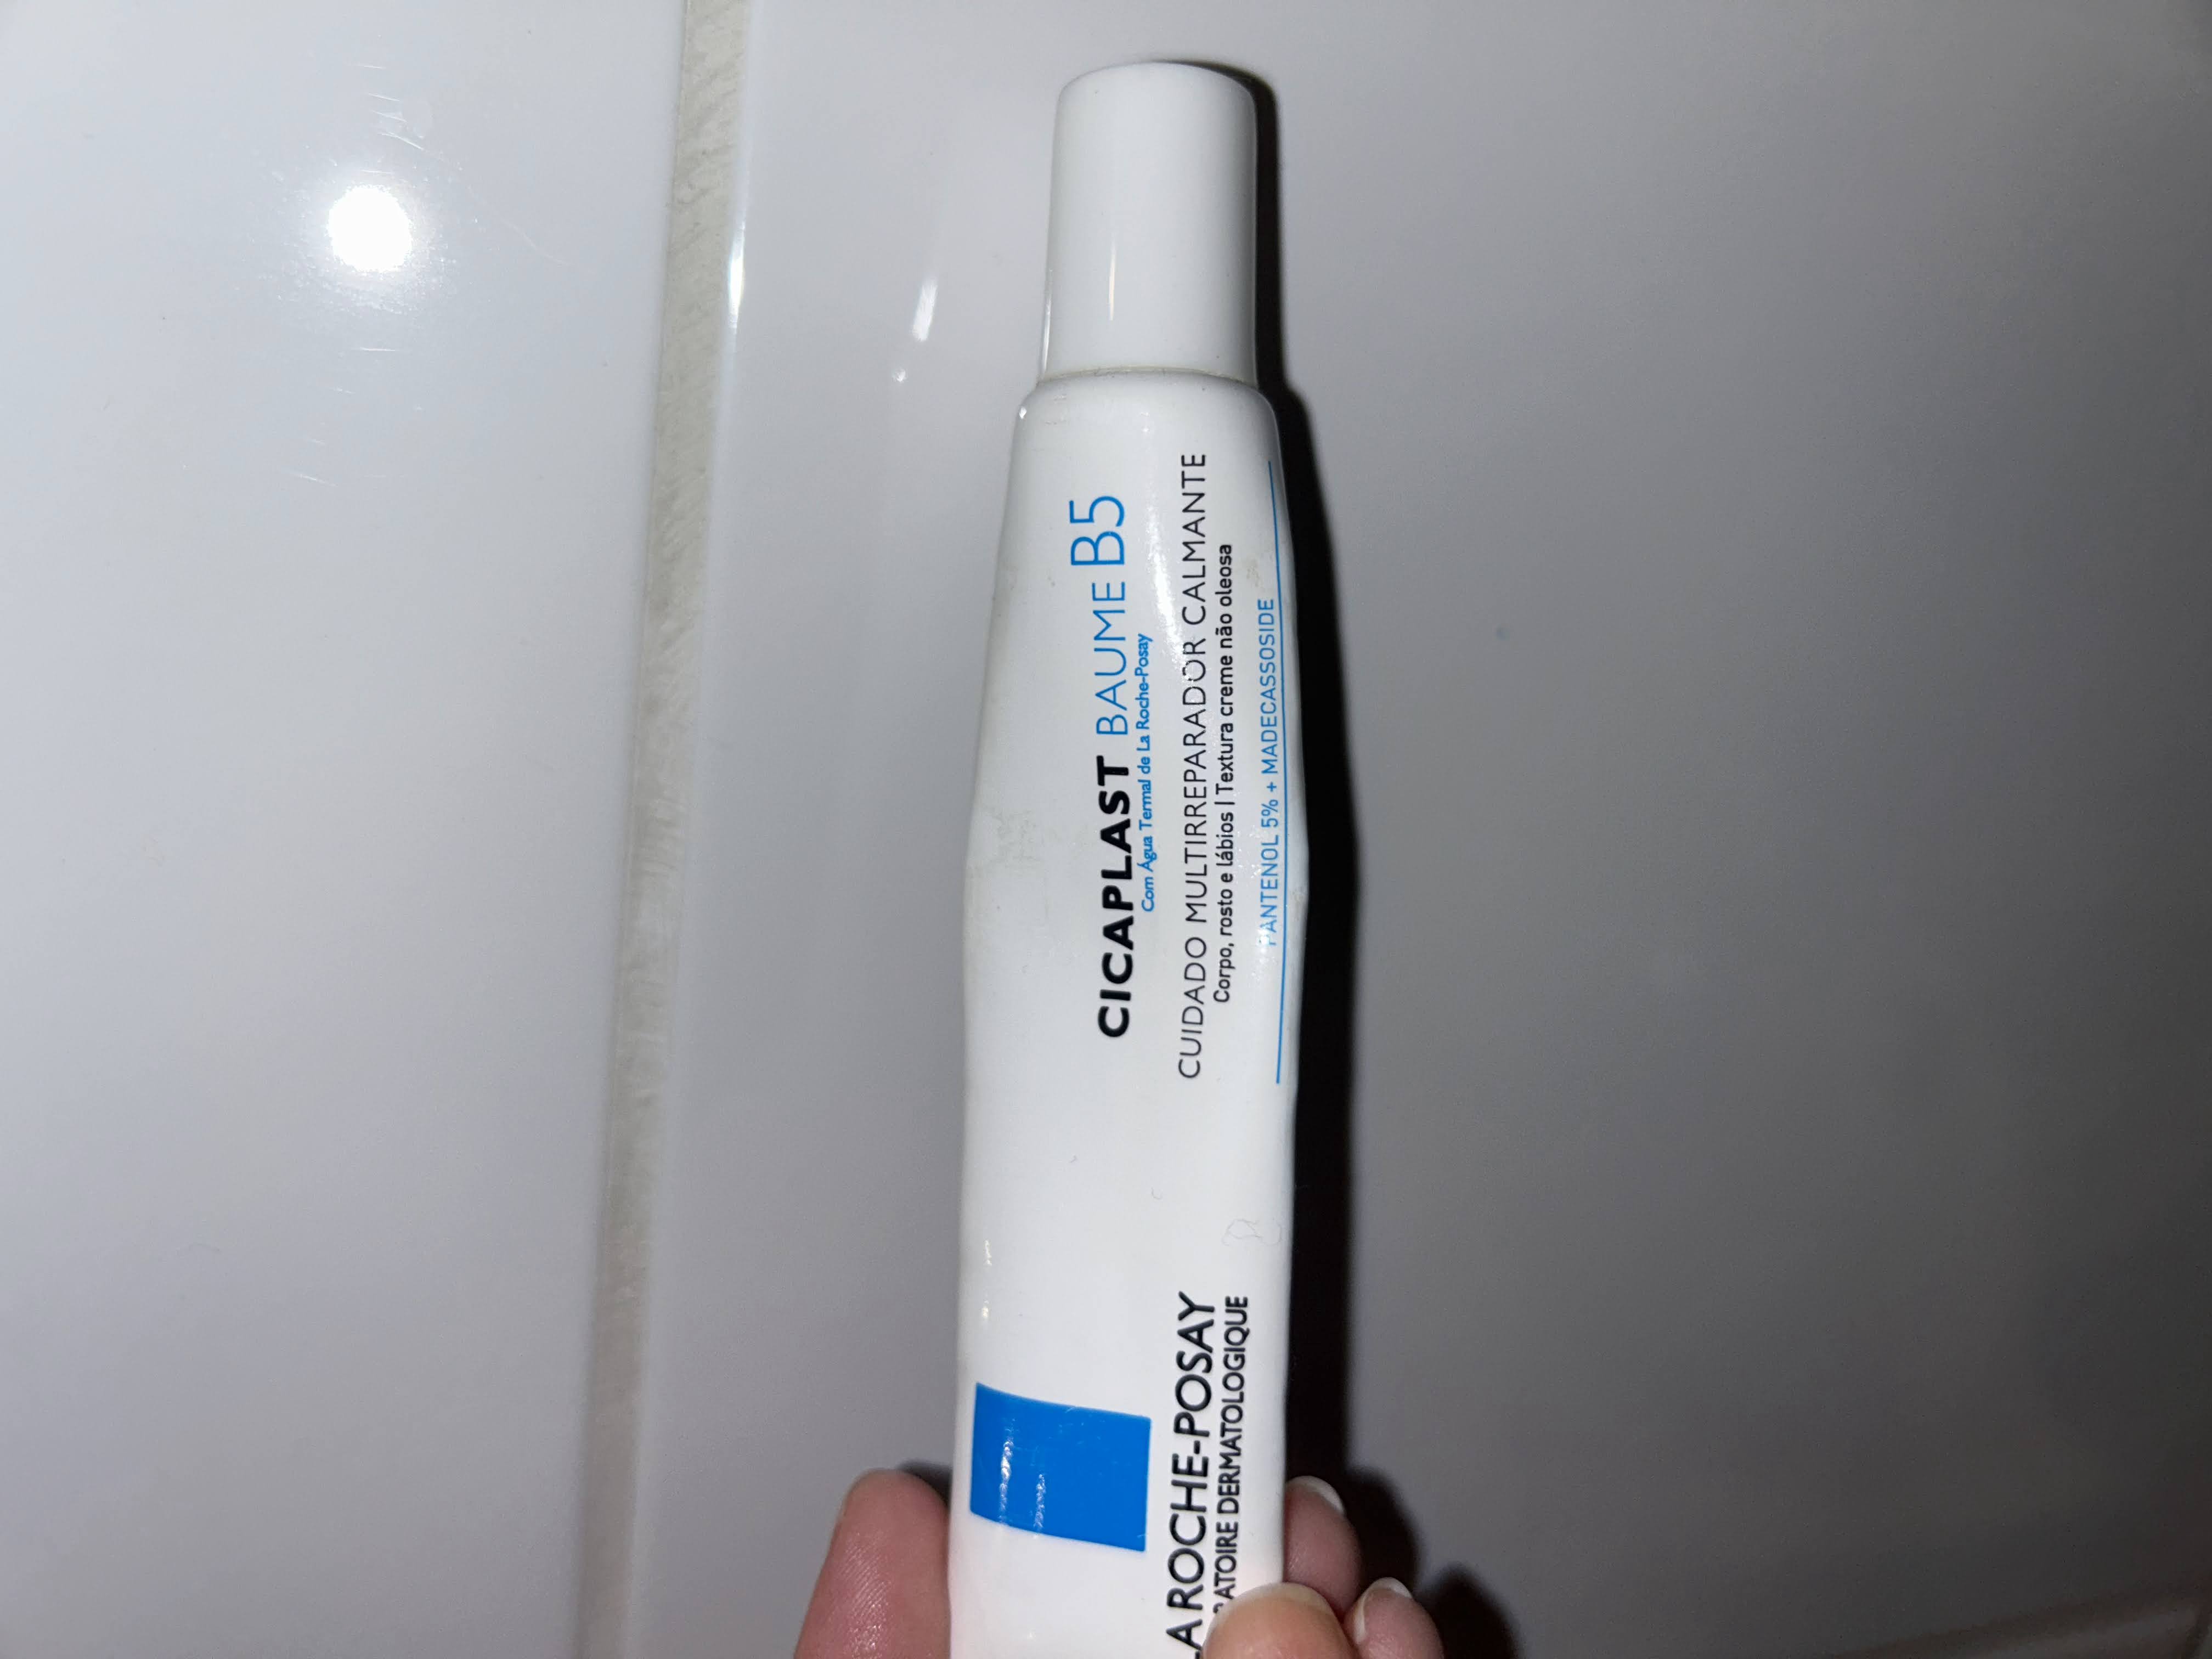 LA ROCHE-POSAY
DERMATOLOGIQUE
CICAPLAST BAUME B5
Com Água Termal de La Roche-Posay
CUIDADO MULTIRREPARADOR CALMANTE
Corpo, rosto e lábios | Textura creme não oleosa
PANTENOL 5% + MADECASSOSIDE